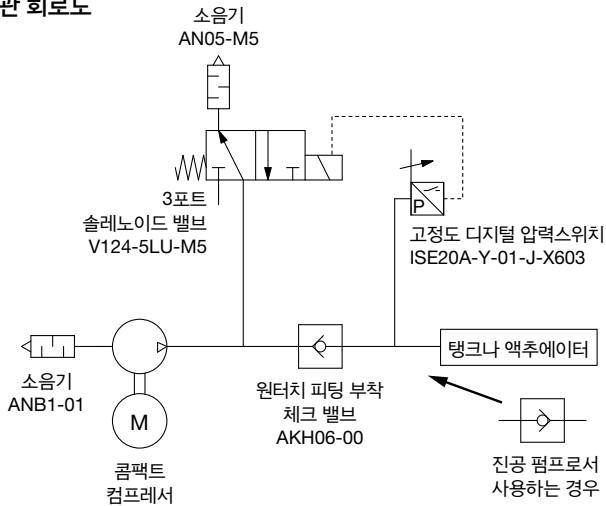 관 회로도
소음기
AN05-M5
3포트
솔레노이드 밸브
V124-5LU-M5
P
고정도 디지털 압력스위치
ISE20A-Y-01-J-X603
탱크나 액추에이터
소음기
ANB1-01
M
콤팩트
컴프레서
원터치 피팅 부착
체크 밸브
AKH06-00
진공 펌프로서
사용하는 경우